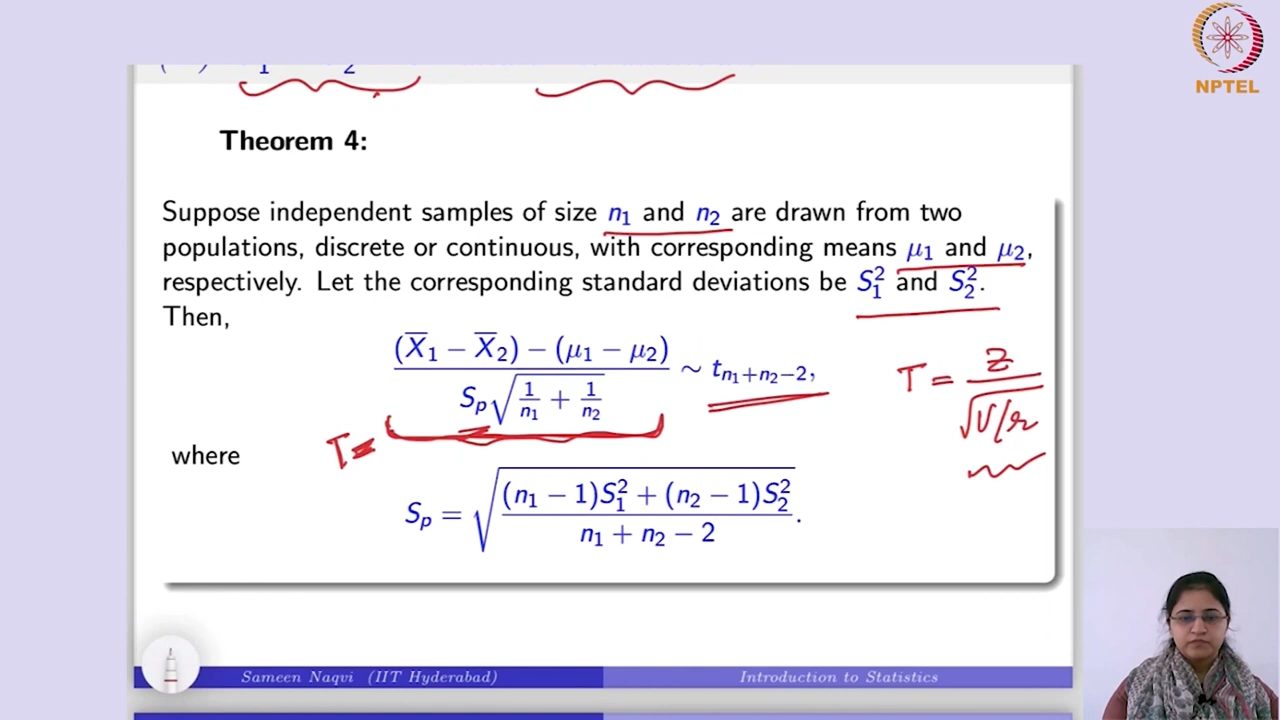 NPTEL
1 2
Theorem 4:
Suppose independent samples of size n₁ and n₂ are drawn from two
populations, discrete or continuous, with corresponding means μ₁ and μ₂,
respectively. Let the corresponding standard deviations be S₁² and S₂².
Then,
(X̅₁ − X̅₂) − (μ₁ − μ₂) / Sₚ√(1/n₁ + 1/n₂) ∼ tₙ₁₊ₙ₂₋₂,
T = Z / √(V/r)
T =
where
Sₚ = √((n₁ − 1)S₁² + (n₂ − 1)S₂² / n₁ + n₂ − 2).
Sameen Naqvi (IIT Hyderabad)
Introduction to Statistics